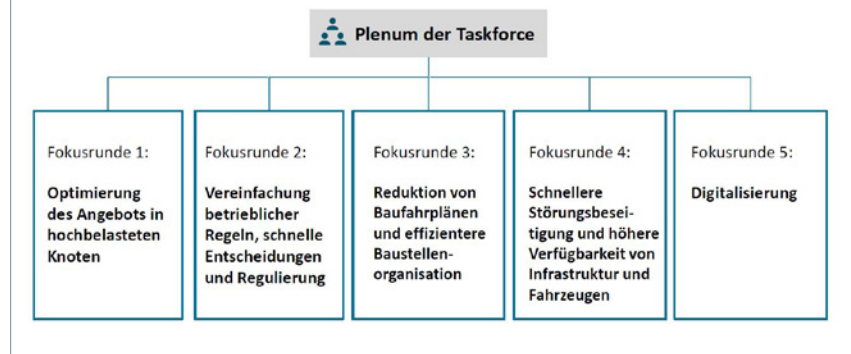 Plenum der Taskforce
Fokusrunde 1:
Optimierung
des Angebots in
hochbelasteten
Knoten
Fokusrunde 2:
Vereinfachung
betrieblicher
Regeln, schnelle
Entscheidungen
und Regulierung
Fokusrunde 3:
Reduktion von
Baufahrplänen
und effizientere
Baustellen-
organisation
Fokusrunde 4:
Schnellere
Störungsbesei-
tigung und höhere
Verfügbarkeit von
Infrastruktur und
Fahrzeugen
Fokusrunde 5:
Digitalisierung